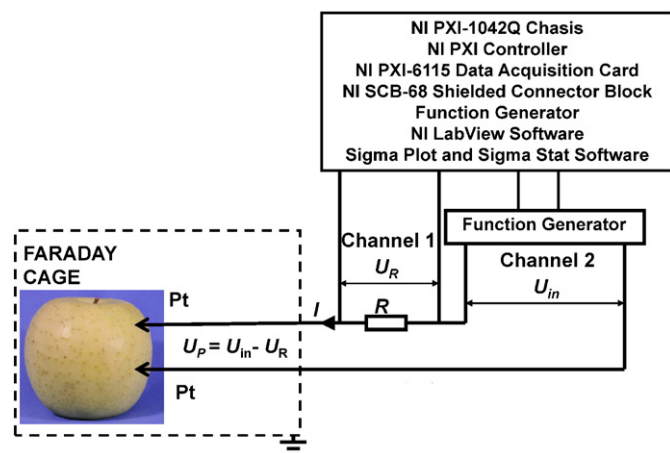 NI PXI-1042Q Chasis
NI PXI Controller
NI PXI-6115 Data Acquisition Card
NI SCB-68 Shielded Connector Block
Function Generator
NI LabView Software
Sigma Plot and Sigma Stat Software
Function Generator
Channel 1
U_R
Channel 2
U_in
FARADAY
CAGE
Pt
I
R
U_P = U_in - U_R
Pt